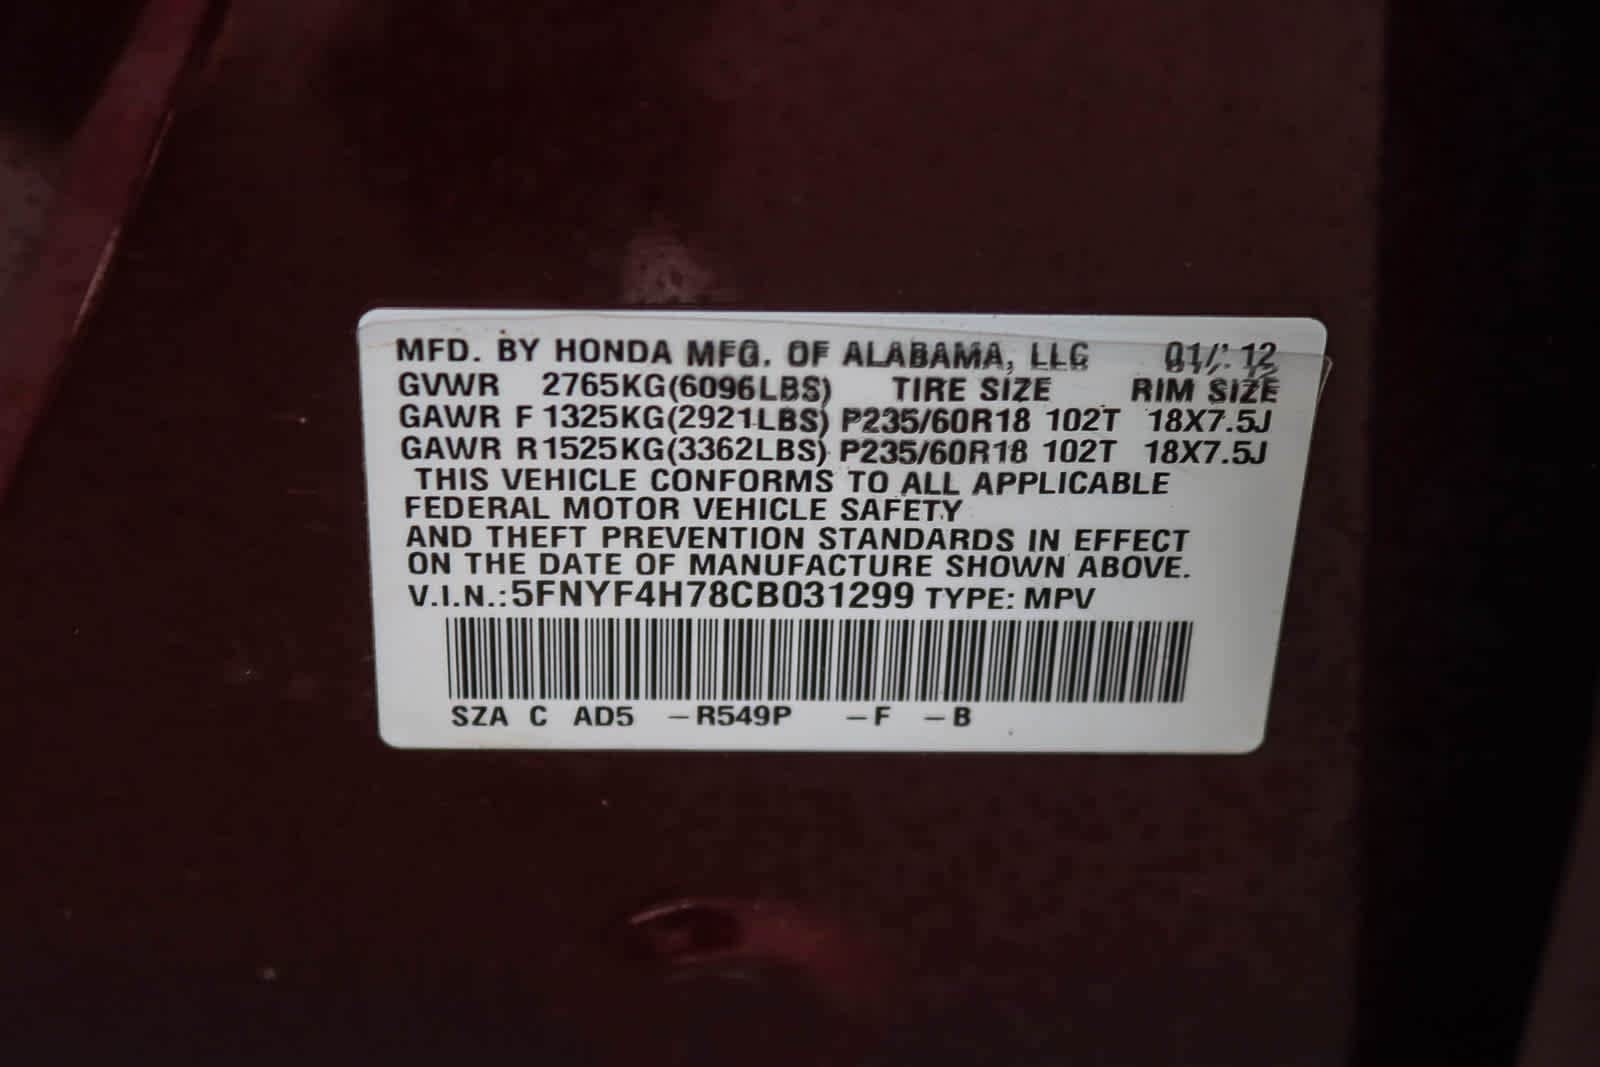 MFD. BY HONDA MFG. OF ALABAMA, LLC 01/12
GVWR 2765KG(6096LBS) TIRE SIZE RIM SIZE
GAWR F 1325KG(2921LBS) P235/60R18 102T 18X7.5J
GAWR R1525KG(3362LBS) P235/60R18 102T 18X7.5J
THIS VEHICLE CONFORMS TO ALL APPLICABLE
FEDERAL MOTOR VEHICLE SAFETY
AND THEFT PREVENTION STANDARDS IN EFFECT
ON THE DATE OF MANUFACTURE SHOWN ABOVE.
V.I.N.:5FNYF4H78CB031299 TYPE: MPV
SZA C AD5 –R549P –F –B